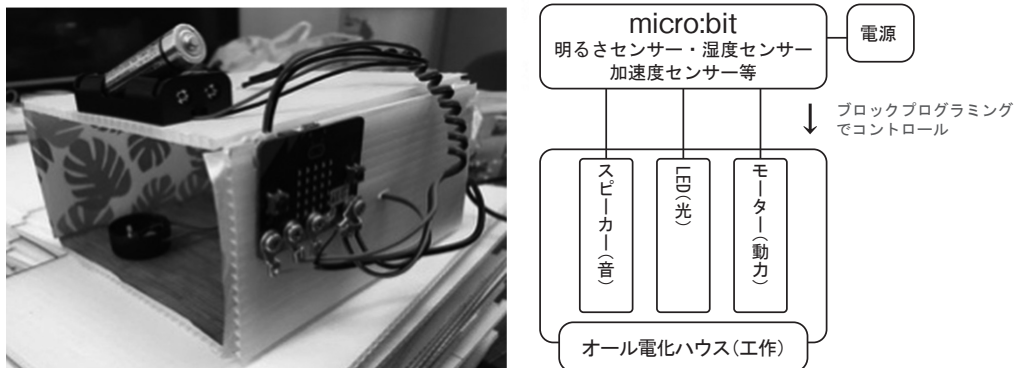 micro:bit
明るさセンサー・湿度センサー
加速度センサー等
電源
ブロックプログラミング
でコントロール
スピーカー(音)
LED(光)
モーター(動力)
オール電化ハウス(工作)